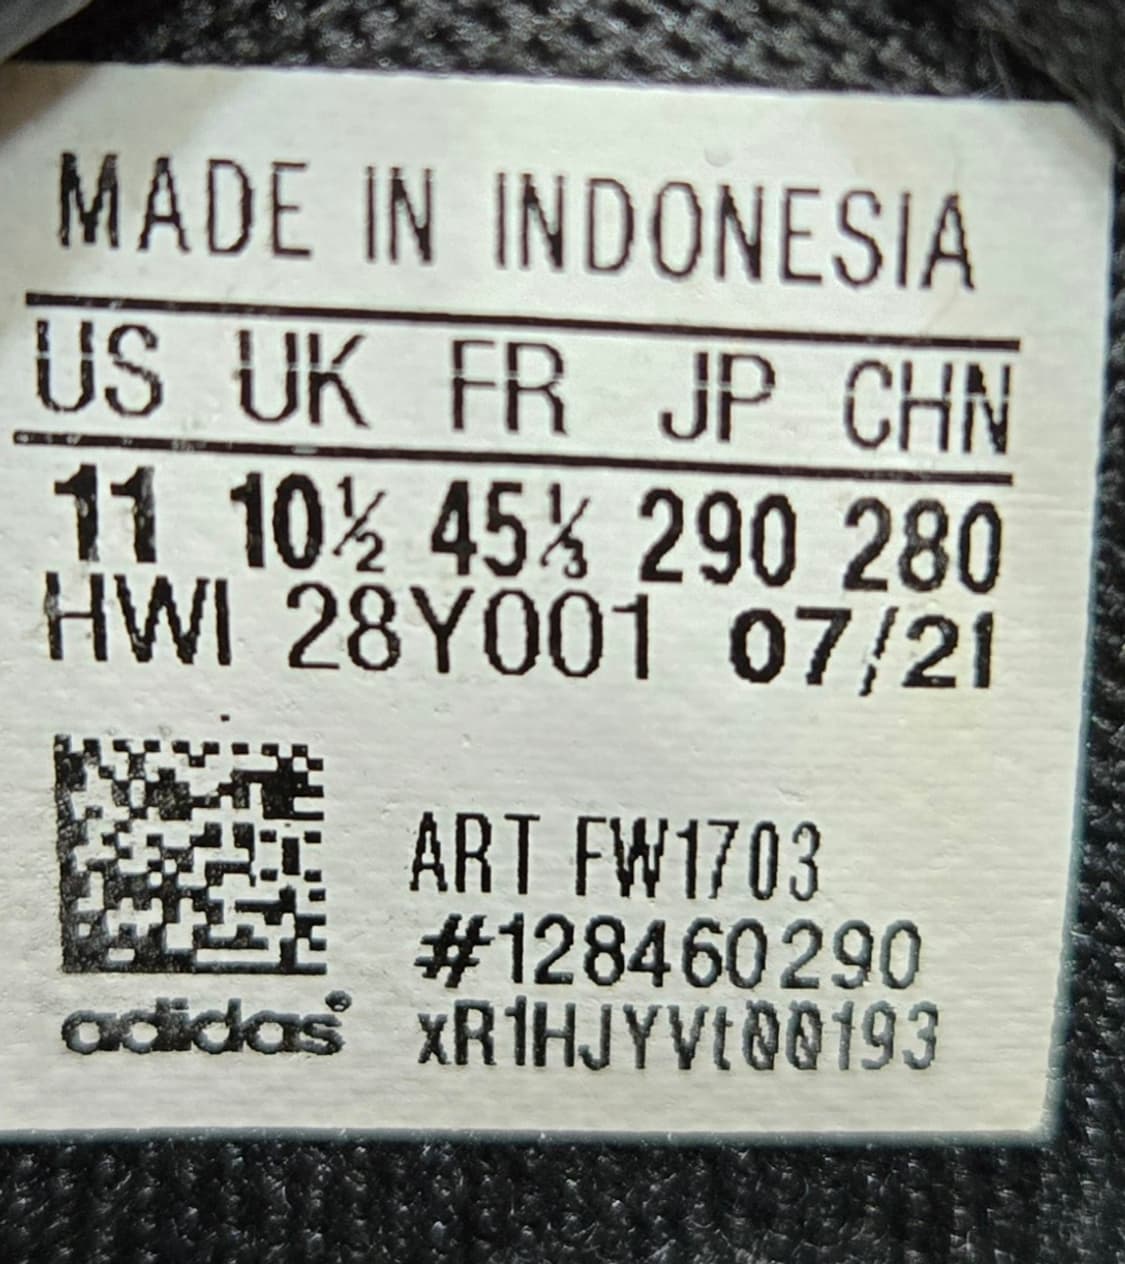 MADE IN INDONESIA
US UK FR JP CHN
11 10½ 45⅓ 290 280
HWI 28Y001 07/21
ART FW1703
#128460290
adidas® xR1HJYVt00193